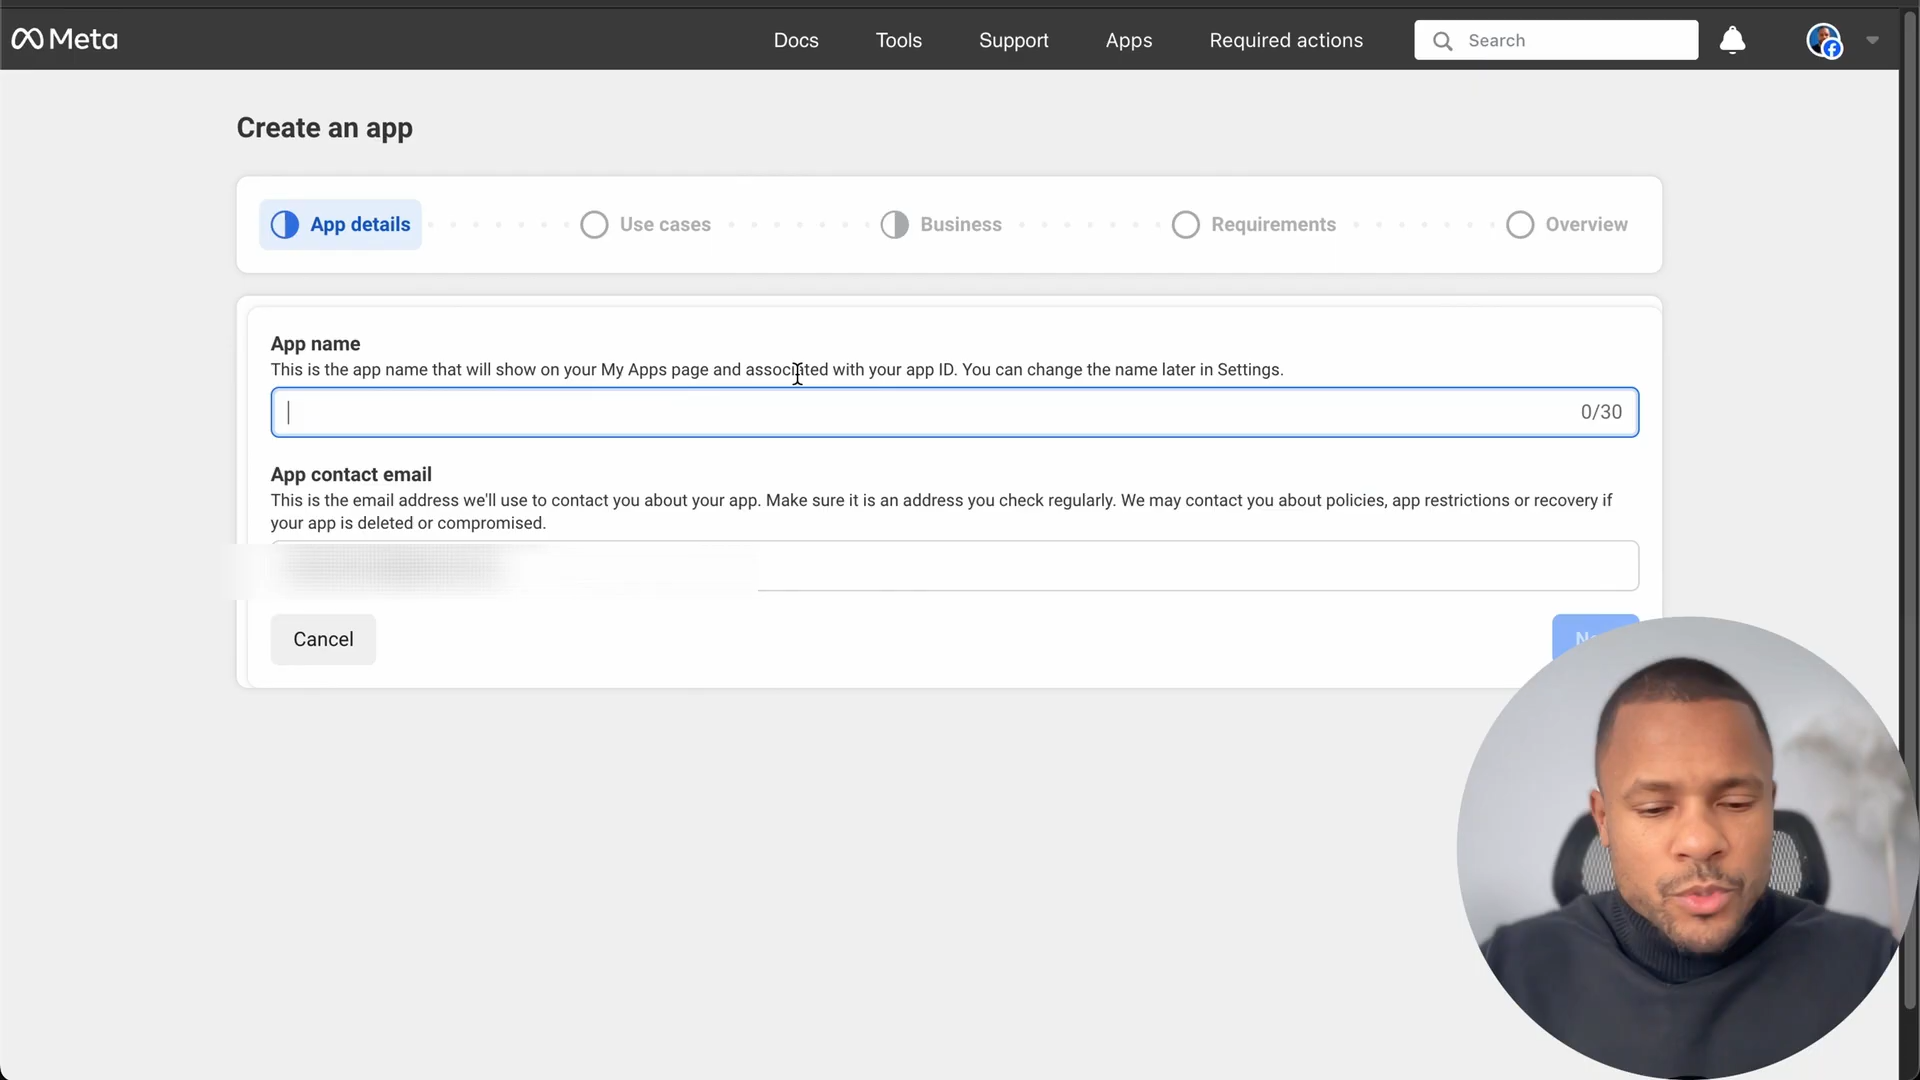 Meta
Docs
Tools
Support
Apps
Required actions
Search
Create an app
App details
Use cases
Business
Requirements
Overview
App name
This is the app name that will show on your My Apps page and associated with your app ID. You can change the name later in Settings.
0/30
App contact email
This is the email address we'll use to contact you about your app. Make sure it is an address you check regularly. We may contact you about policies, app restrictions or recovery if
your app is deleted or compromised.
Cancel